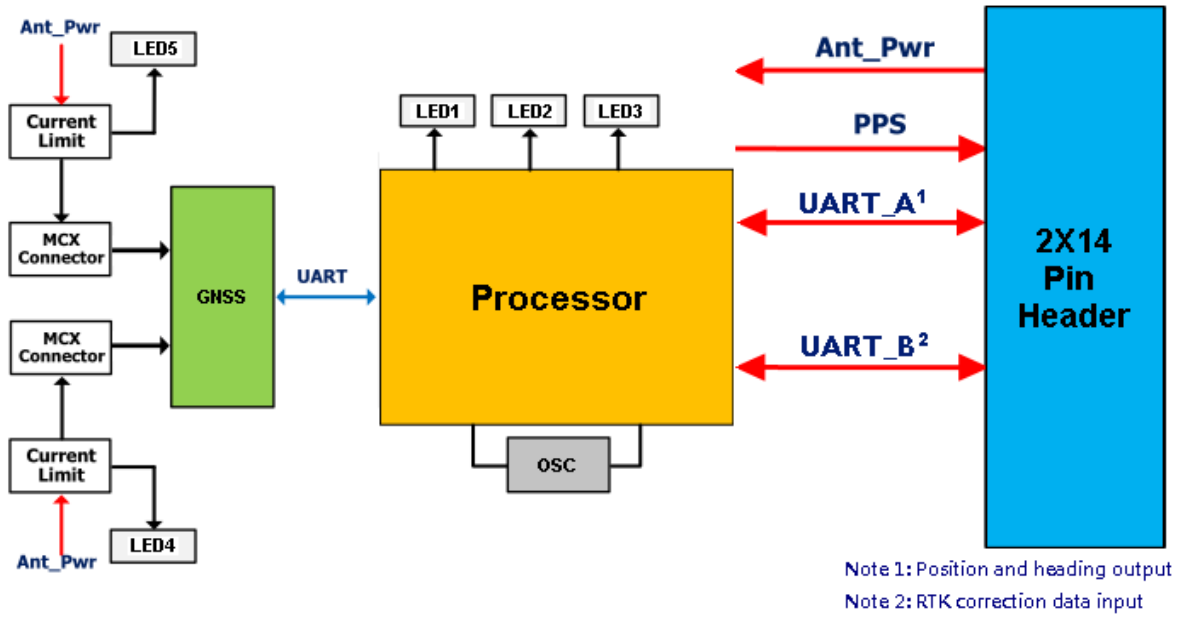 Ant_Pwr
LED5
Current
Limit
MCX
Connector
GNSS
MCX
Connector
Current
Limit
LED4
Ant_Pwr
UART
LED1
LED2
LED3
Processor
OSC
Ant_Pwr
PPS
UART_A¹
UART_B²
2X14
Pin
Header
Note 1: Position and heading output
Note 2: RTK correction data input